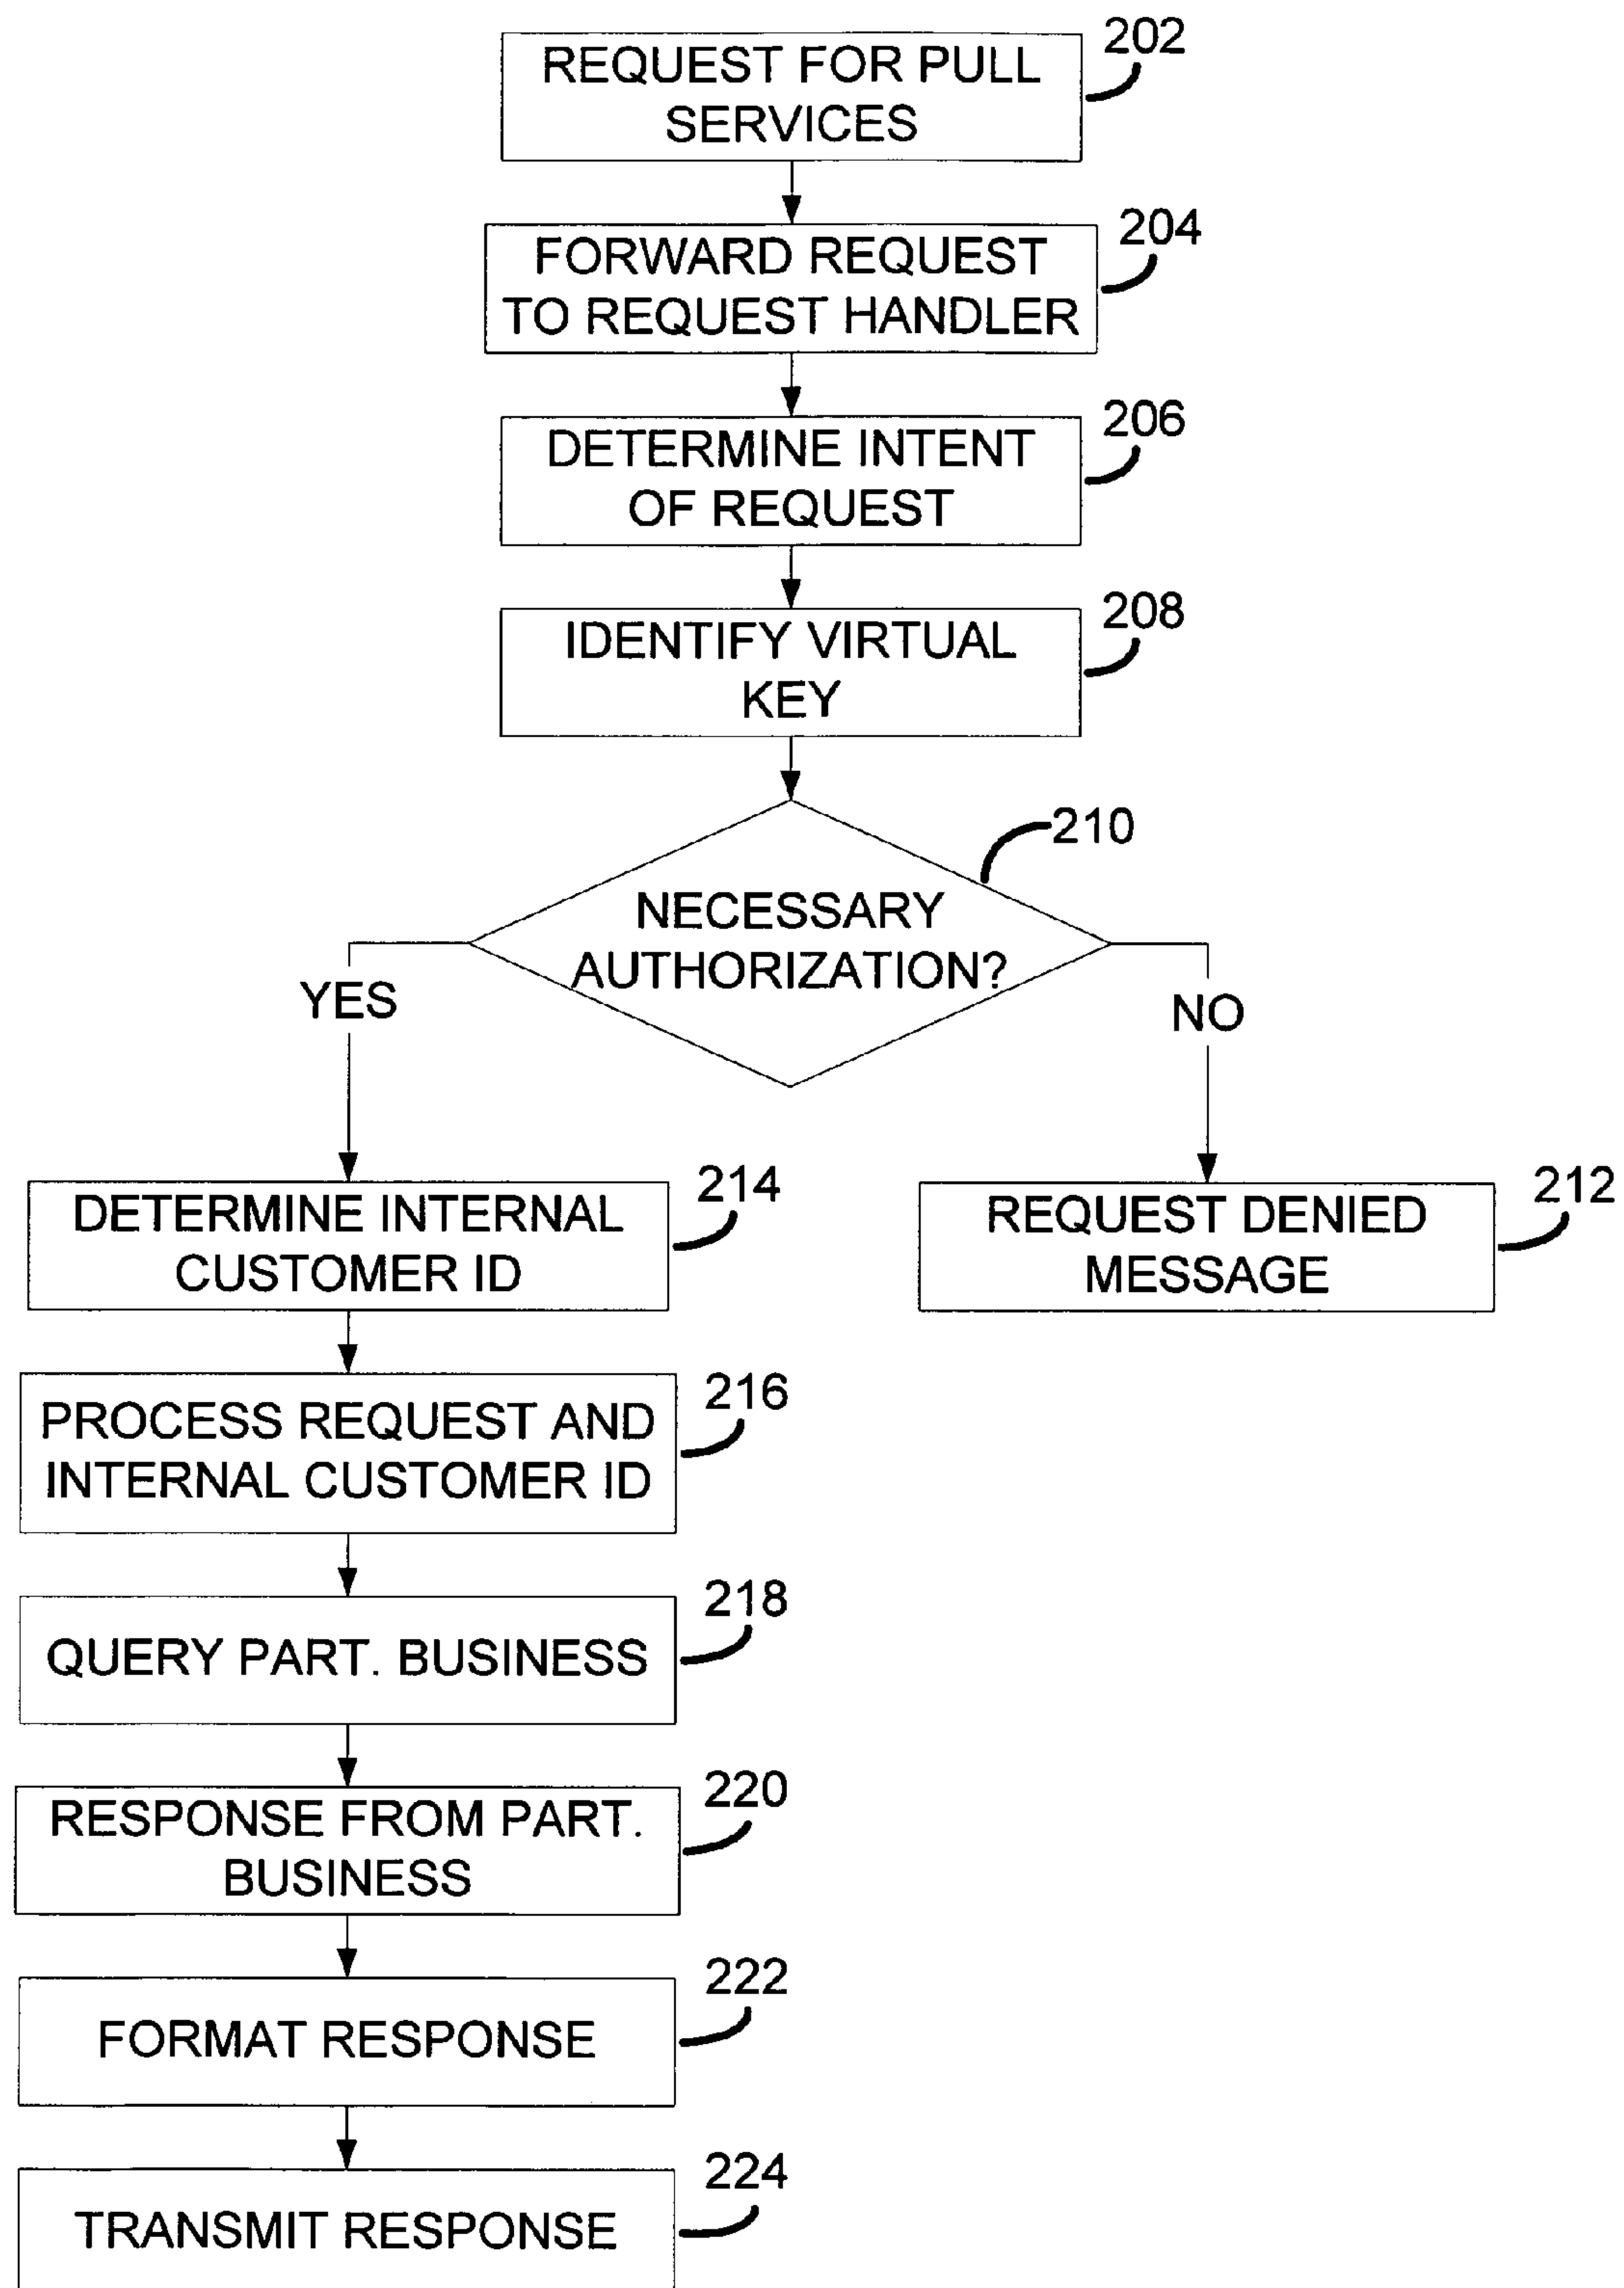 202
REQUEST FOR PULL
SERVICES
204
FORWARD REQUEST
TO REQUEST HANDLER
206
DETERMINE INTENT
OF REQUEST
208
IDENTIFY VIRTUAL
KEY
210
NECESSARY
AUTHORIZATION?
YES
NO
214
DETERMINE INTERNAL
CUSTOMER ID
212
REQUEST DENIED
MESSAGE
216
PROCESS REQUEST AND
INTERNAL CUSTOMER ID
218
QUERY PART. BUSINESS
220
RESPONSE FROM PART.
BUSINESS
222
FORMAT RESPONSE
224
TRANSMIT RESPONSE